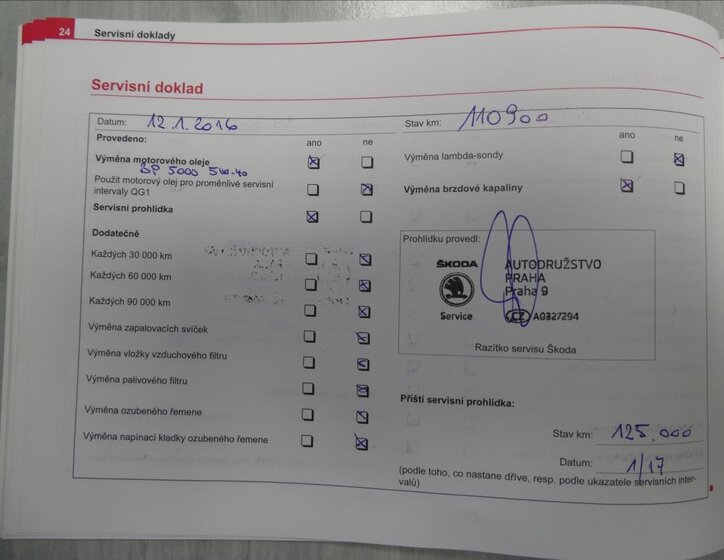 24 Servisní doklady
Servisní doklad
Datum: 12.1.2016
Stav km: 110900
Provedeno: ano ne
ano ne
Výměna motorového oleje
BP 5000 5W-40
Použit motorový olej pro proměnlivé servisní
intervaly QG1
Servisní prohlídka
Dodatečně
Každých 30 000 km
Každých 60 000 km
Každých 90 000 km
Výměna zapalovacích svíček
Výměna vložky vzduchového filtru
Výměna palivového filtru
Výměna ozubeného řemene
Výměna napínací kladky ozubeného řemene
Výměna lambda-sondy
Výměna brzdové kapaliny
Prohlídku provedl:
ŠKODA
Service
AUTODRUŽSTVO
PRAHA
Praha 9
CZ A0327294
Razítko servisu Škoda
Příští servisní prohlídka:
Stav km: 125.000
Datum: 1/17
(podle toho, co nastane dříve, resp. podle ukazatele servisních inter-
valů)